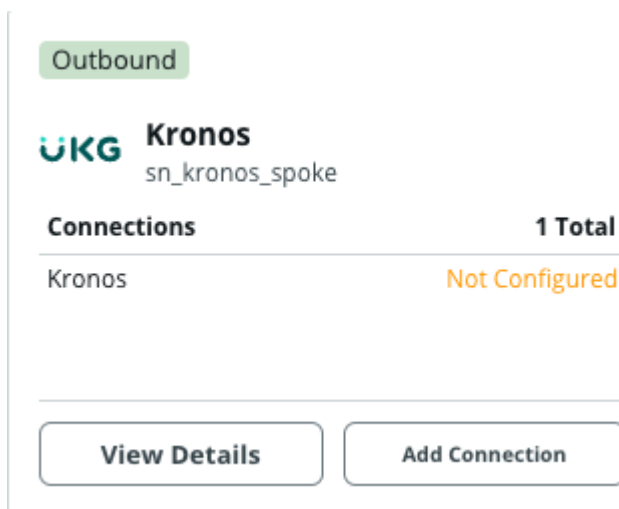 Outbound
UKG Kronos
sn_kronos_spoke
Connections 1 Total
Kronos Not Configured
View Details Add Connection